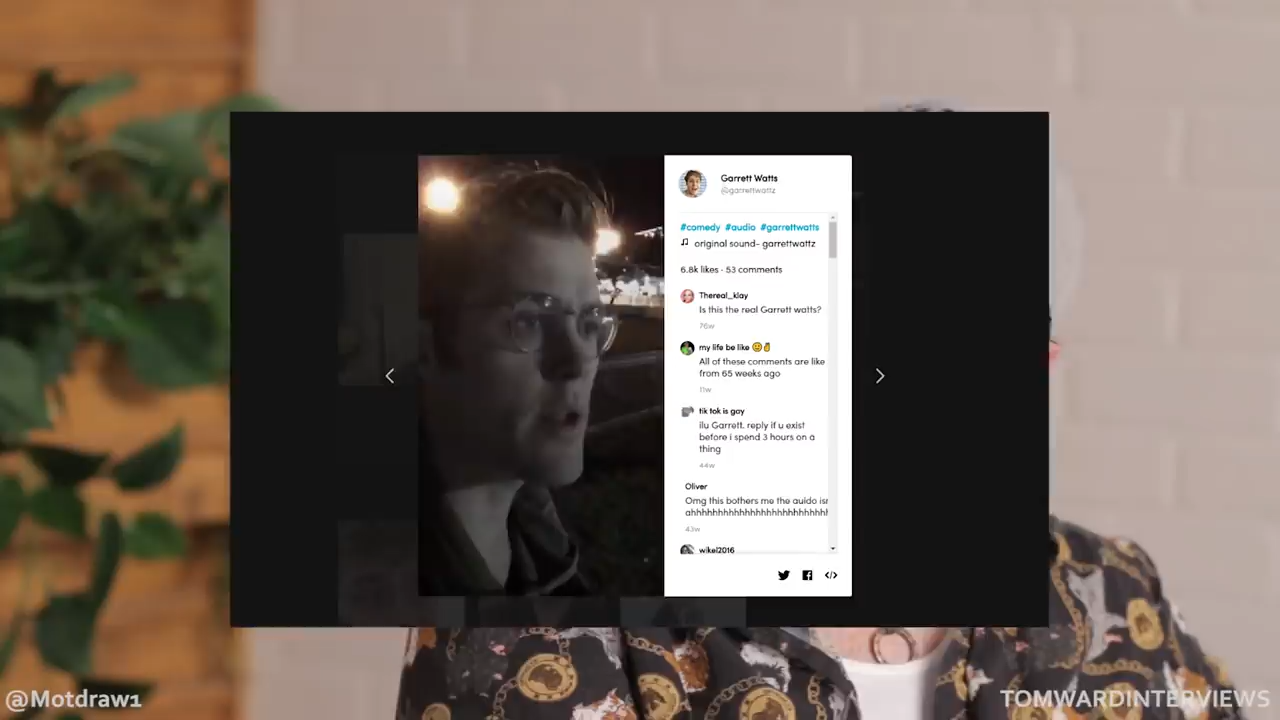 Garrett Watts
@garrettwattz
#comedy #audio #garrettwatts
original sound- garrettwattz
6.8k likes · 53 comments
Thereal_klay
Is this the real Garrett watts?
76w
my life be like 😊✌
All of these comments are like
from 65 weeks ago
11w
tik tok is gay
ilu Garrett. reply if u exist
before i spend 3 hours on a
thing
44w
Oliver
Omg this bothers me the auido isn
ahhhhhhhhhhhhhhhhhhhhhhhhh
43w
wikel2016
</>
@Motdraw1
TOMWARDINTERVIEWS